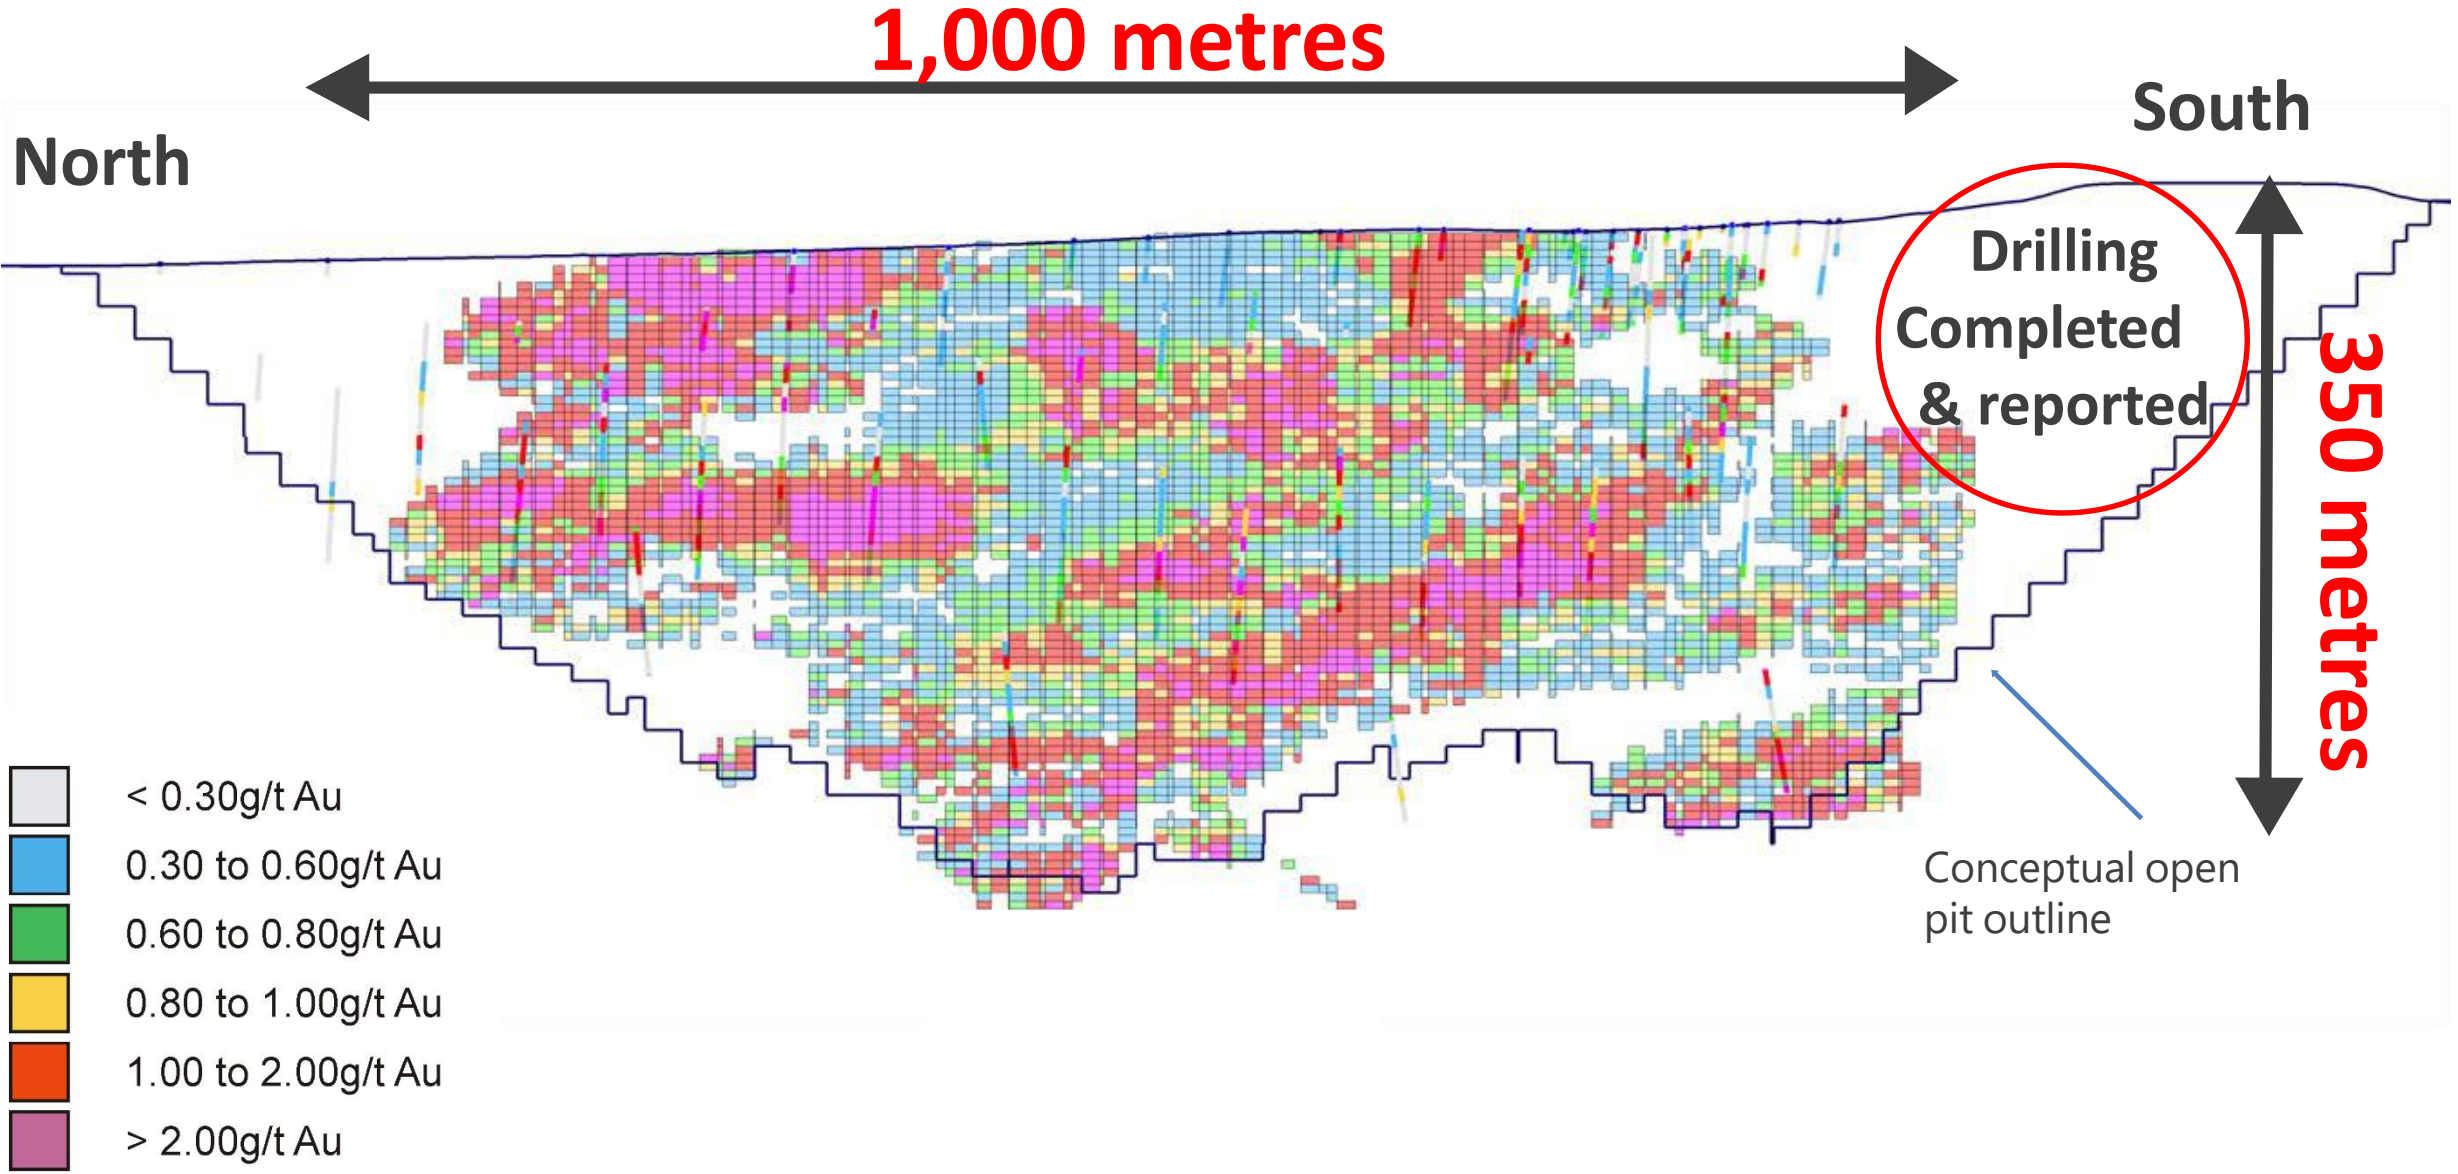 1,000 metres
North
South
Drilling
Completed
& reported
350 metres
< 0.30g/t Au
0.30 to 0.60g/t Au
0.60 to 0.80g/t Au
0.80 to 1.00g/t Au
1.00 to 2.00g/t Au
> 2.00g/t Au
Conceptual open
pit outline